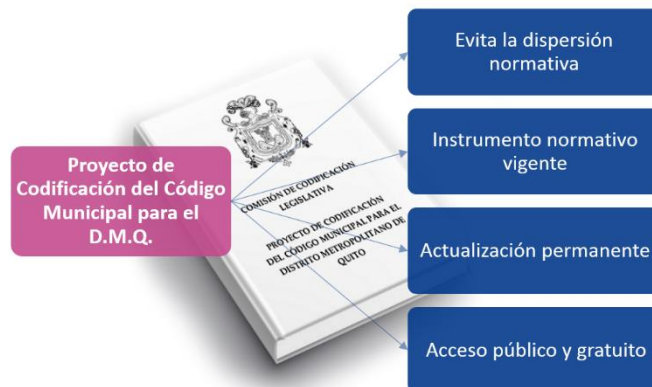 Proyecto de
Codificación del Código
Municipal para el
D.M.Q.
COMISIÓN DE CODIFICACIÓN
LEGISLATIVA
PROYECTO DE CODIFICACIÓN
DEL CÓDIGO MUNICIPAL PARA EL
DISTRITO METROPOLITANO DE
QUITO
Evita la dispersión
normativa
Instrumento normativo
vigente
Actualización permanente
Acceso público y gratuito